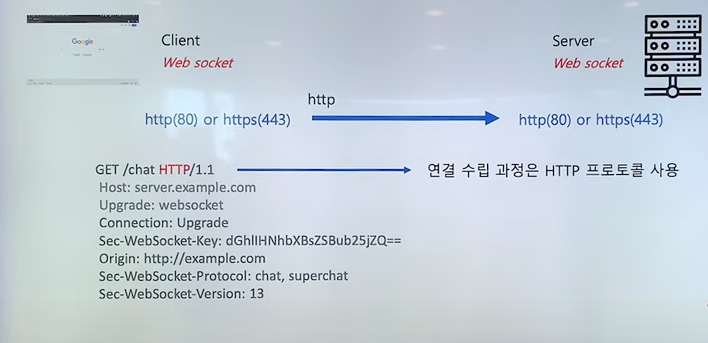 Google
Client
Server
Web socket
Web socket
http
http(80) or https(443)
http(80) or https(443)
GET /chat HTTP/1.1
연결 수립 과정은 HTTP 프로토콜 사용
Host: server.example.com
Upgrade: websocket
Connection: Upgrade
Sec-WebSocket-Key: dGhlIHNhbXBsZSBub25jZQ==
Origin: http://example.com
Sec-WebSocket-Protocol: chat, superchat
Sec-WebSocket-Version: 13